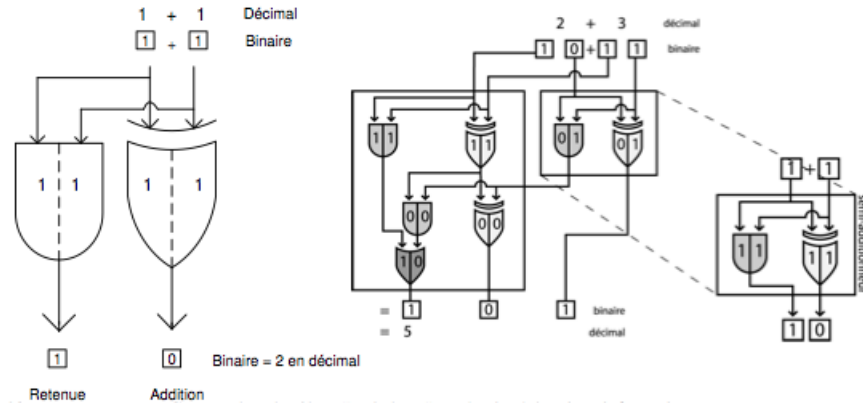 1 + 1 Décimal
1 + 1 Binaire
1 1
1 1
1
0
Binaire = 2 en décimal
Retenue
Addition
2 + 3 décimal
1 0 + 1 1 binaire
1 1
1 1
0 1
0 1
0 0
0 0
1 0
= 1 0 1 binaire
= 5 décimal
1 + 1
1 1
1 1
1 0